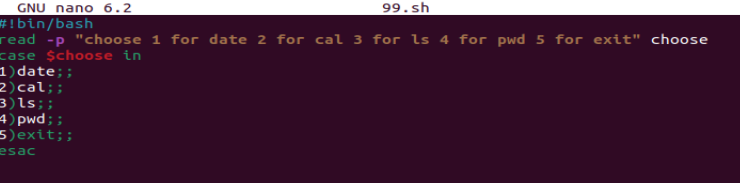 GNU nano 6.2 99.sh
#!bin/bash
read -p "choose 1 for date 2 for cal 3 for ls 4 for pwd 5 for exit" choose
case $choose in
1)date;;
2)cal;;
3)ls;;
4)pwd;;
5)exit;;
esac